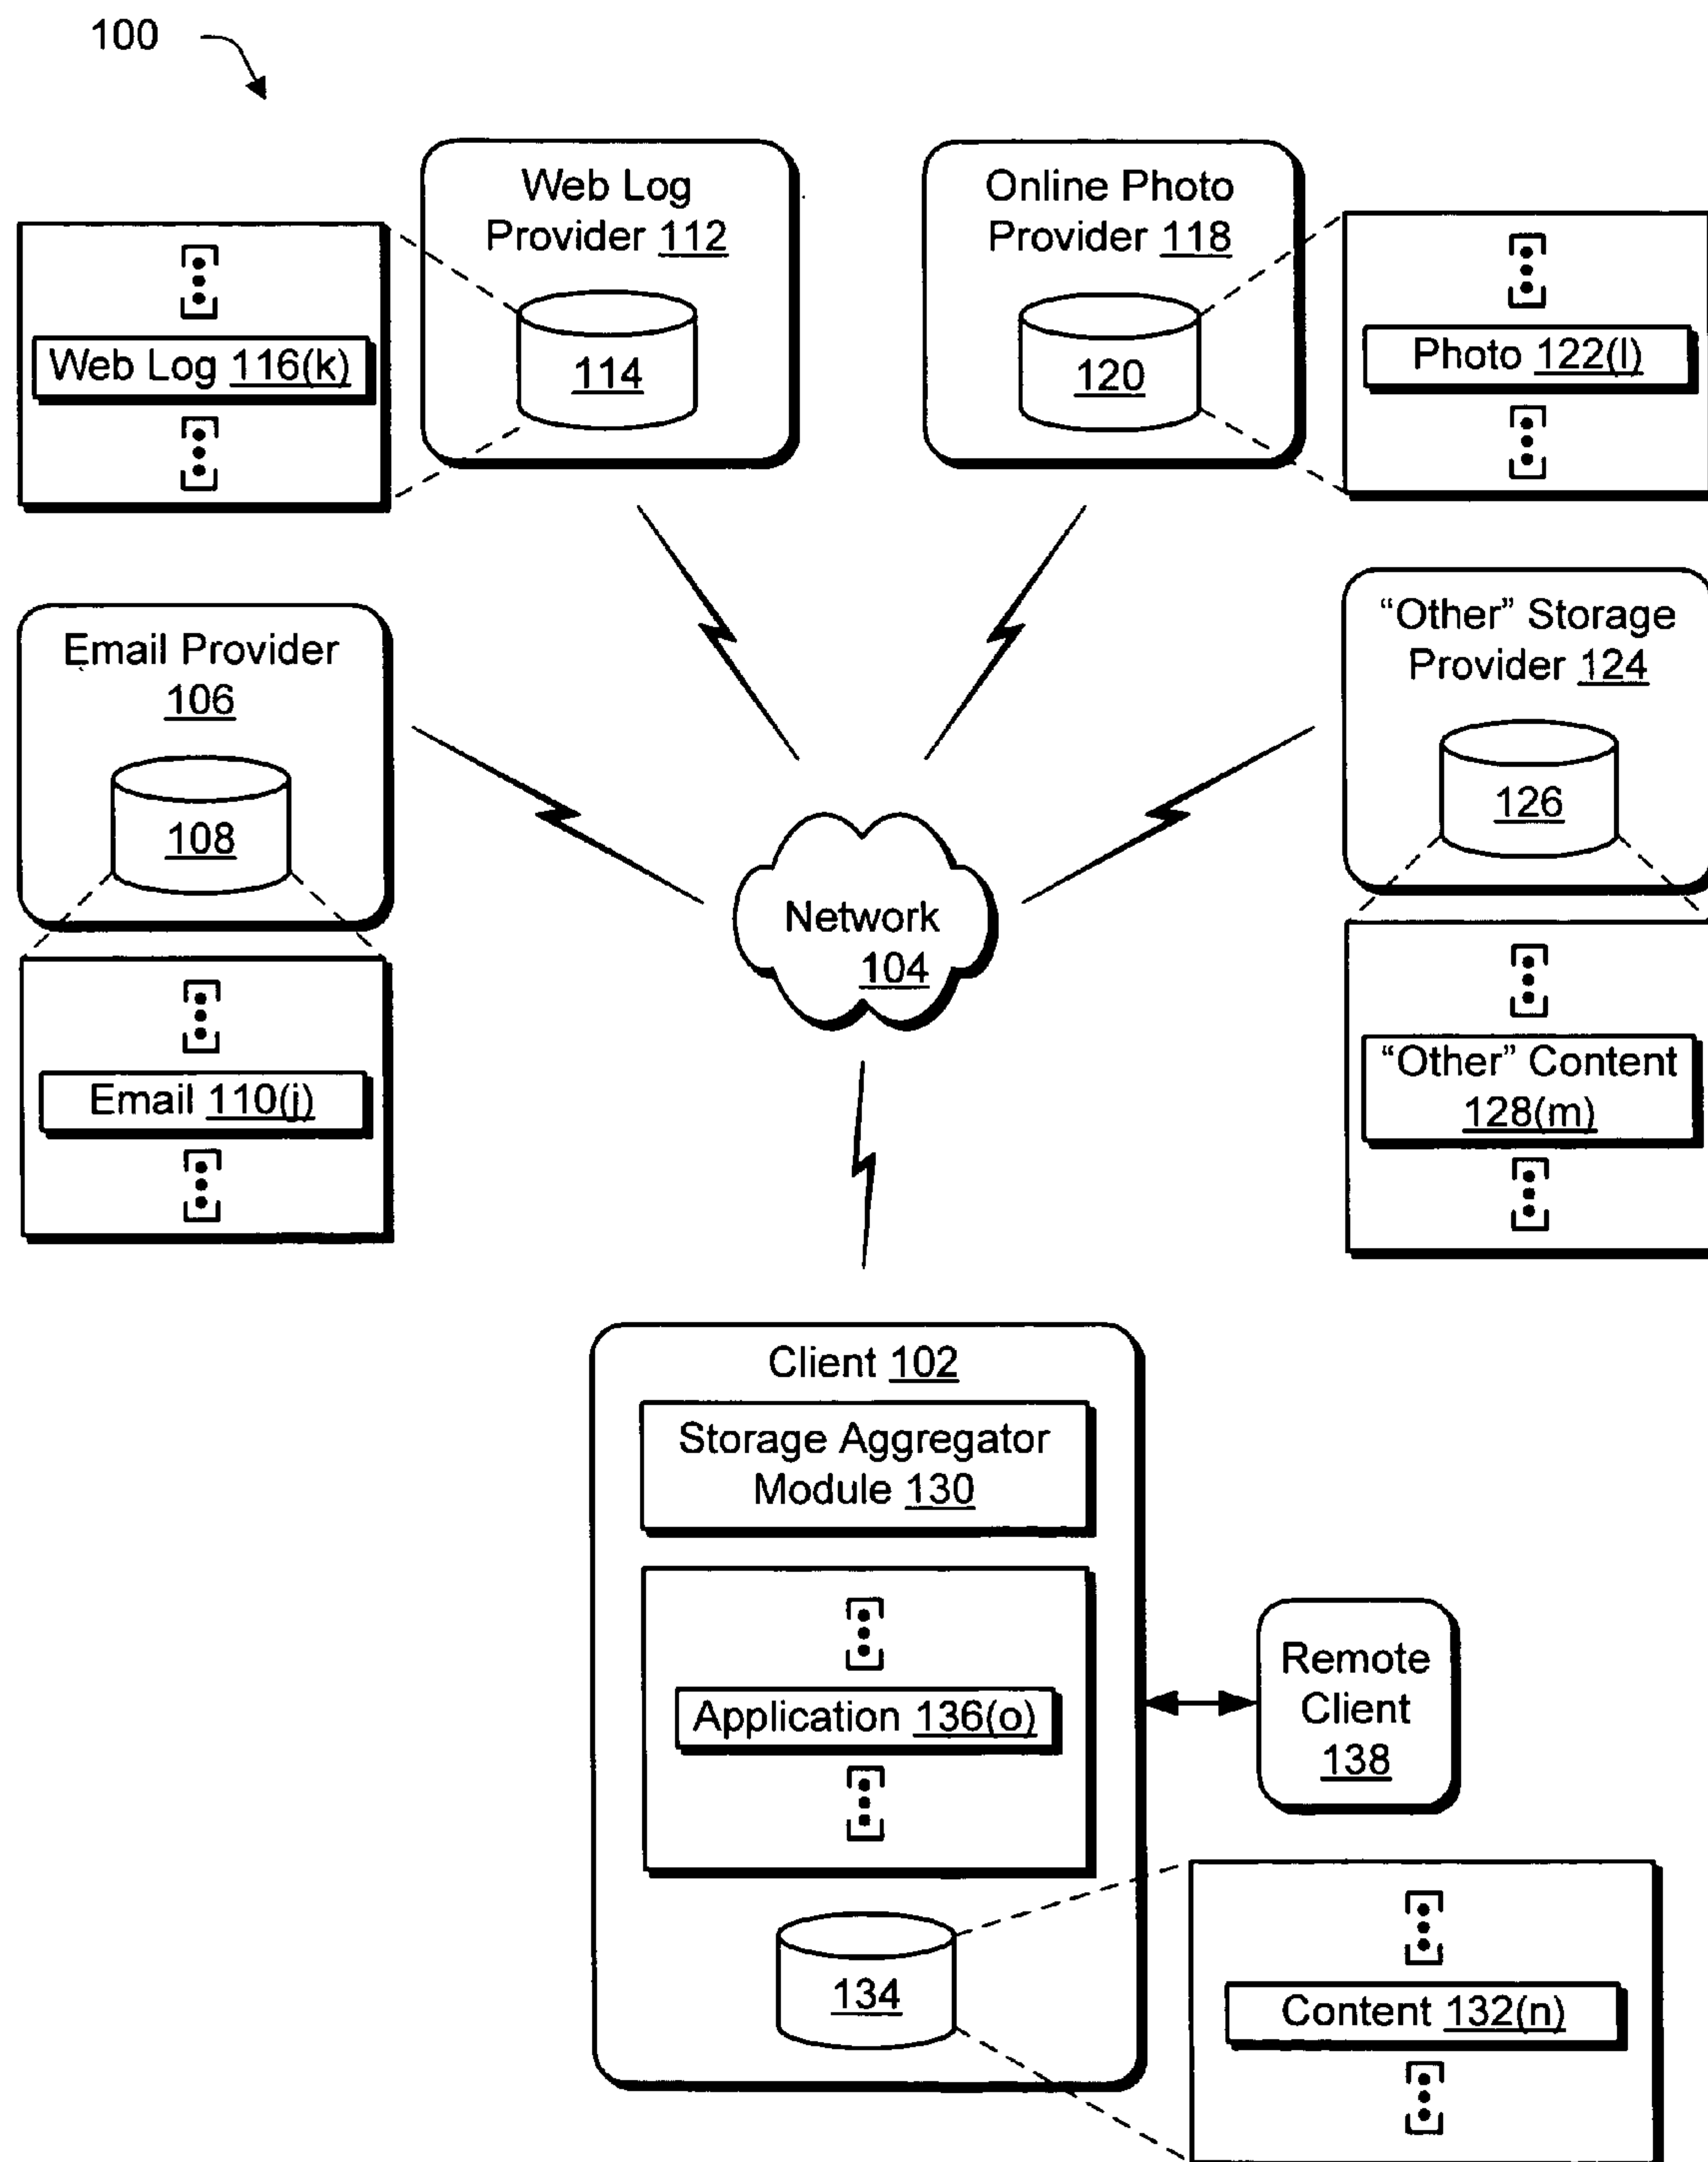 100
Web Log
Provider 112
114
Web Log 116(k)
Online Photo
Provider 118
120
Photo 122(l)
Email Provider
106
108
Email 110(j)
"Other" Storage
Provider 124
126
"Other" Content
128(m)
Network
104
Client 102
Storage Aggregator
Module 130
Application 136(o)
Remote
Client
138
134
Content 132(n)